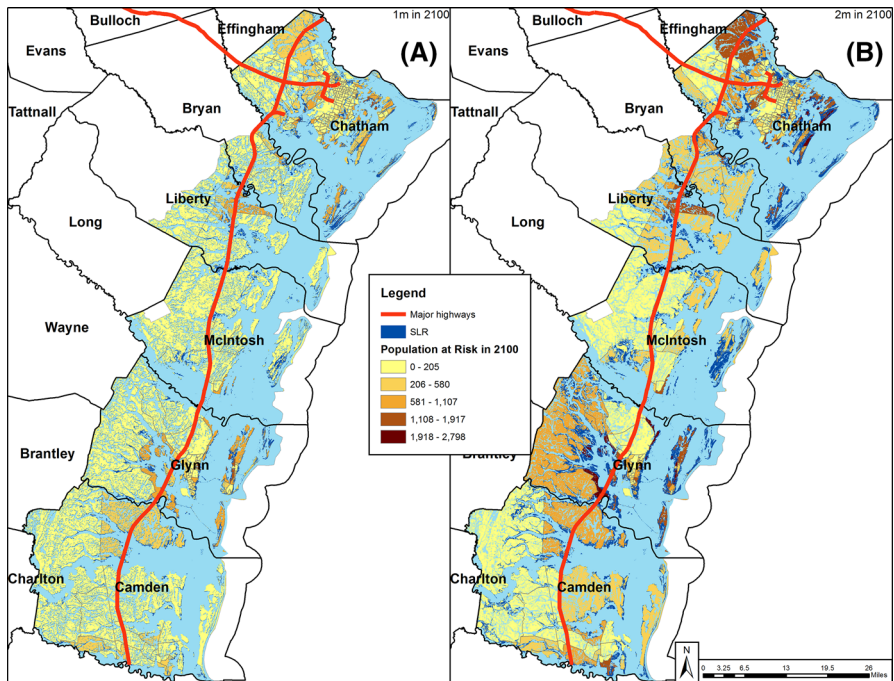 1m in 2100
(A)
Bulloch
Effingham
Evans
Bryan
Tattnall
Chatham
Liberty
Long
Wayne
McIntosh
Brantley
Glynn
Charlton
Camden
2m in 2100
(B)
Bulloch
Effingham
Evans
Bryan
Tattnall
Chatham
Liberty
Long
McIntosh
Brantley
Glynn
Charlton
Camden
Legend
Major highways
SLR
Population at Risk in 2100
0 - 205
206 - 580
581 - 1,107
1,108 - 1,917
1,918 - 2,798
N
0 3.25 6.5 13 19.5 26
Miles